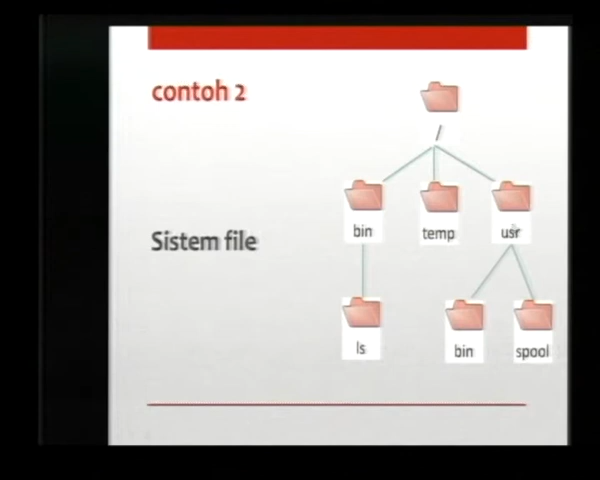 contoh 2
/
bin temp usr
Sistem file
ls bin spool